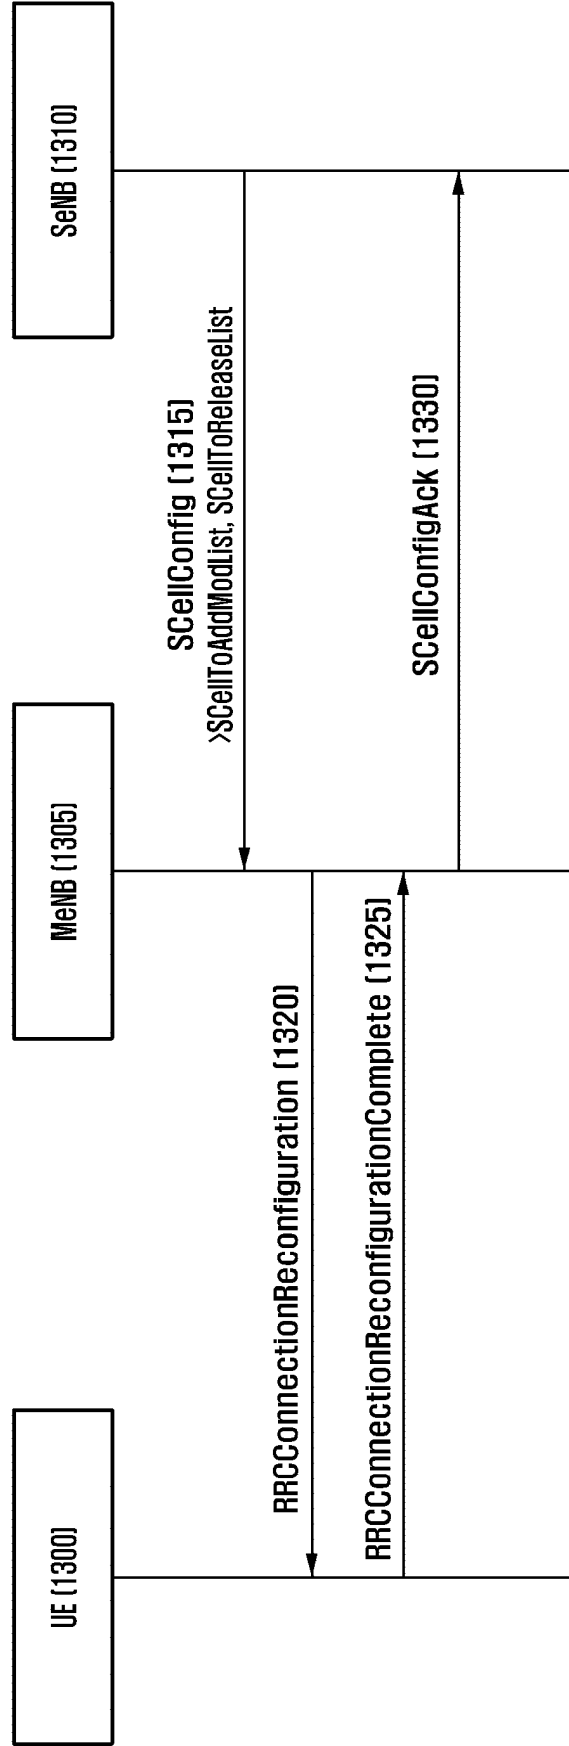 UE (1300)
MeNB (1305)
SeNB (1310)
SCellConfig (1315)
>SCellToAddModList, SCellToReleaseList
RRCConnectionReconfiguration (1320)
RRCConnectionReconfigurationComplete (1325)
SCellConfigAck (1330)